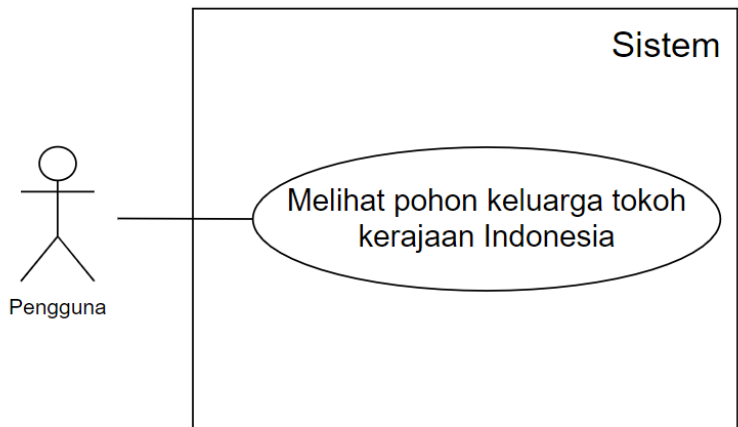 Sistem
Melihat pohon keluarga tokoh
kerajaan Indonesia
Pengguna